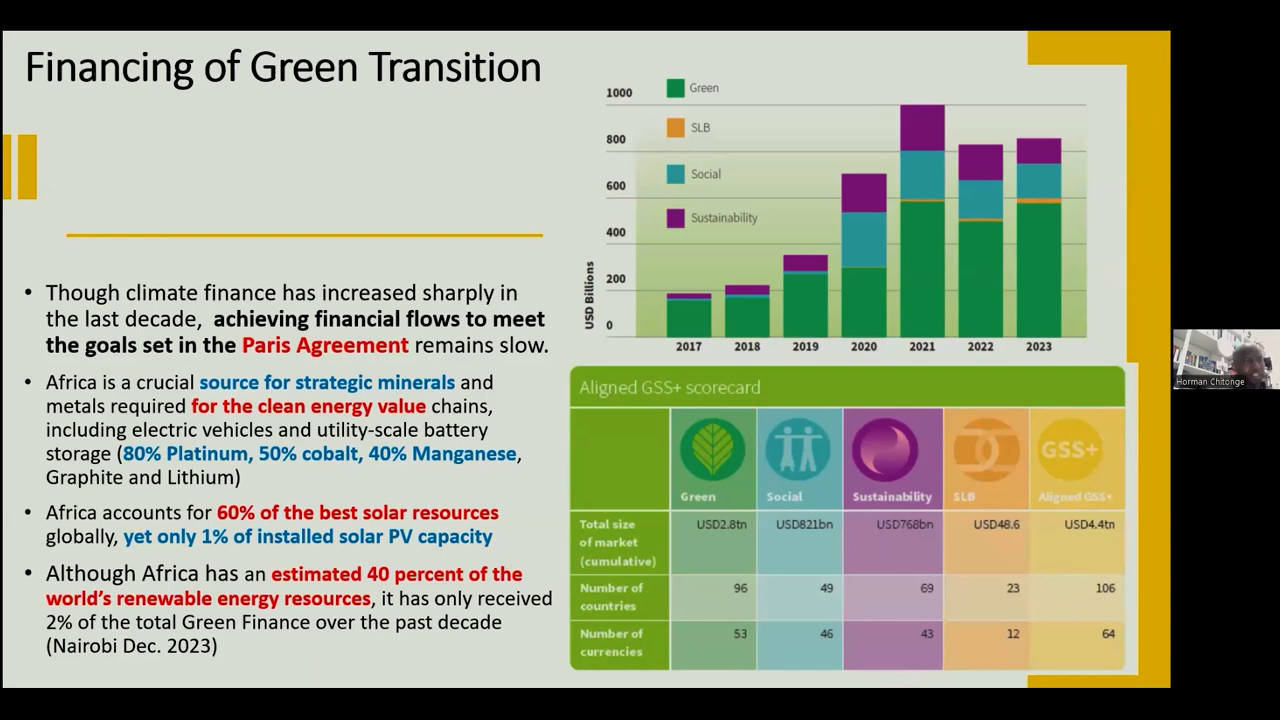 Financing of Green Transition
Though climate finance has increased sharply in
the last decade, achieving financial flows to meet
the goals set in the Paris Agreement remains slow.
Africa is a crucial source for strategic minerals and
metals required for the clean energy value chains,
including electric vehicles and utility-scale battery
storage (80% Platinum, 50% cobalt, 40% Manganese,
Graphite and Lithium)
Africa accounts for 60% of the best solar resources
globally, yet only 1% of installed solar PV capacity
Although Africa has an estimated 40 percent of the
world's renewable energy resources, it has only received
2% of the total Green Finance over the past decade
(Nairobi Dec. 2023)
USD Billions
1000
800
600
400
200
0
Green
SLB
Social
Sustainability
2017 2018 2019 2020 2021 2022 2023
Aligned GSS+ scorecard
GSS+
Green Social Sustainability SLB Aligned GSS+
Total size USD2.8tn USD821bn USD768bn USD48.6 USD4.4tn
of market
(cumulative)
Number of 96 49 69 23 106
countries
Number of 53 46 43 12 64
currencies
Horman Chitonge